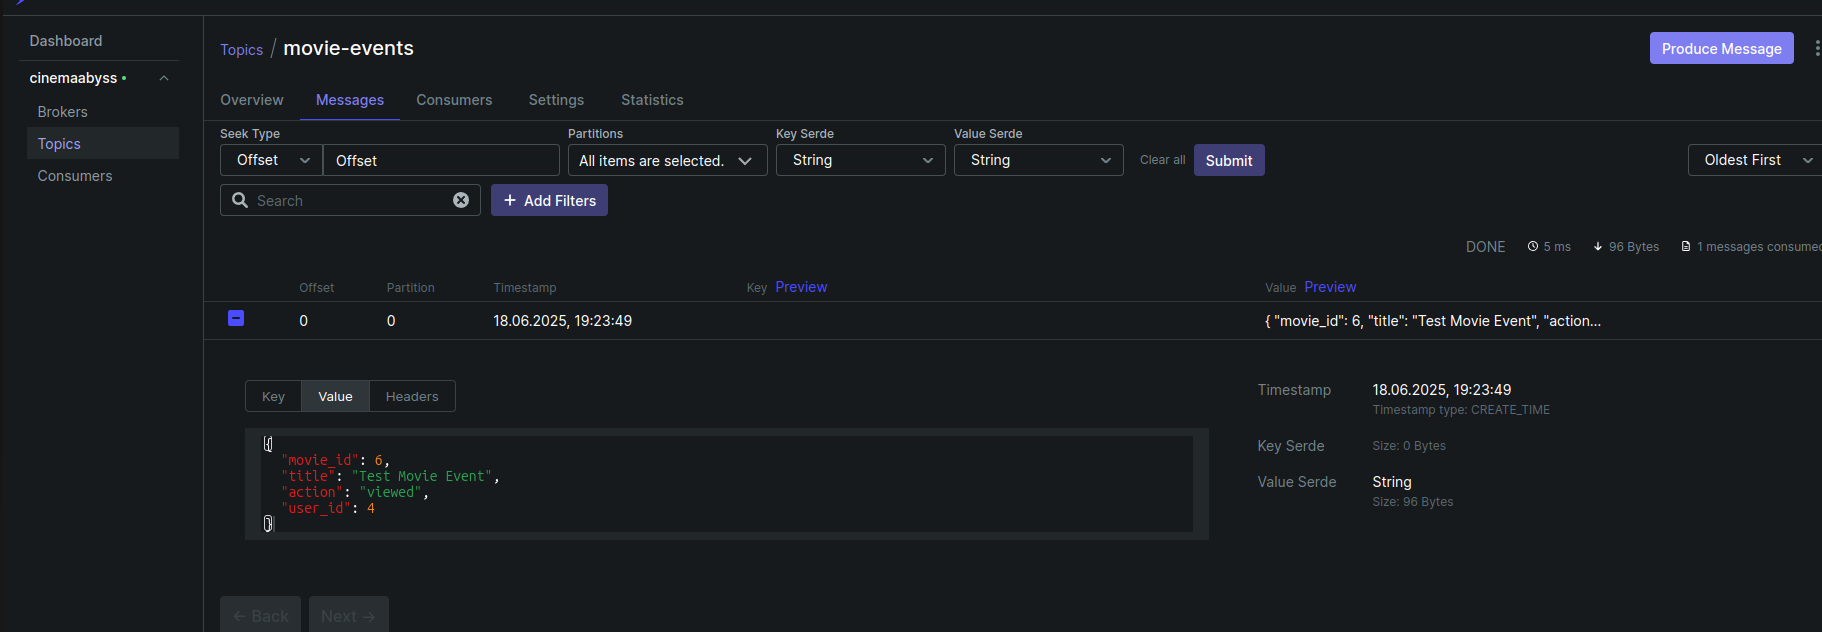 Dashboard
cinemaabyss
Brokers
Topics
Consumers
Topics / movie-events
Produce Message
Overview Messages Consumers Settings Statistics
Seek Type Partitions Key Serde Value Serde
Offset Offset All items are selected. String String Clear all Submit Oldest First
Search + Add Filters
DONE 5 ms 96 Bytes 1 messages consumed
Offset Partition Timestamp Key Preview Value Preview
0 0 18.06.2025, 19:23:49 { "movie_id": 6, "title": "Test Movie Event", "action...
Key Value Headers
{
"movie_id": 6,
"title": "Test Movie Event",
"action": "viewed",
"user_id": 4
}
Timestamp 18.06.2025, 19:23:49
Timestamp type: CREATE_TIME
Key Serde Size: 0 Bytes
Value Serde String
Size: 96 Bytes
← Back Next →